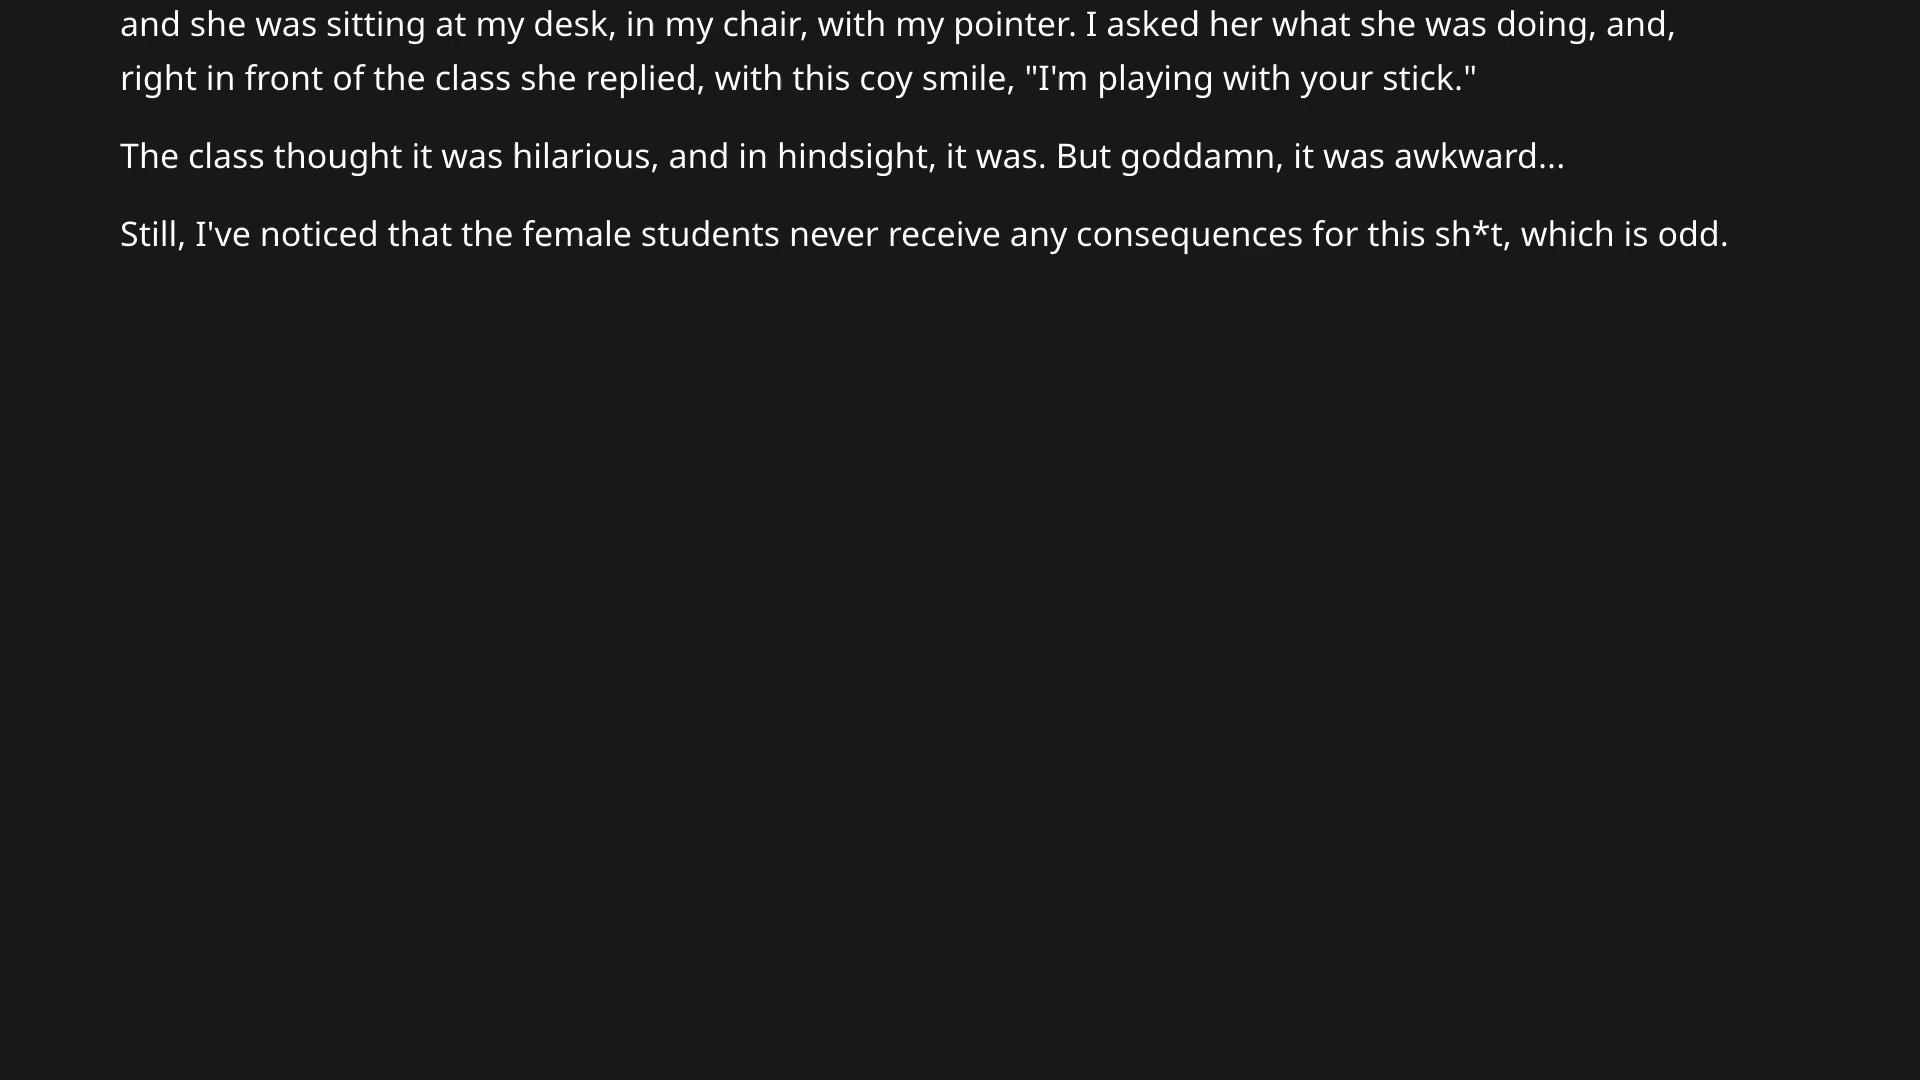 and she was sitting at my desk, in my chair, with my pointer. I asked her what she was doing, and,
right in front of the class she replied, with this coy smile, "I'm playing with your stick."
The class thought it was hilarious, and in hindsight, it was. But goddamn, it was awkward...
Still, I've noticed that the female students never receive any consequences for this sh*t, which is odd.